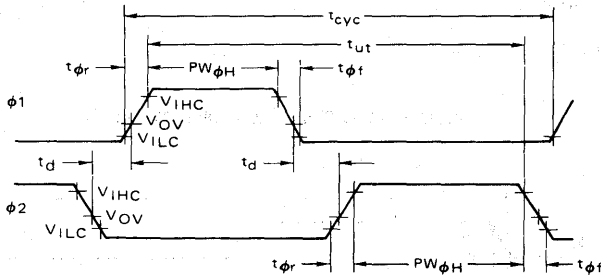 tcyc
tut
tϕr PWϕH tϕf
ϕ1
VIHC
VOV
VILC
td td
ϕ2
VIHC
VOV
VILC
tϕr PWϕH tϕf